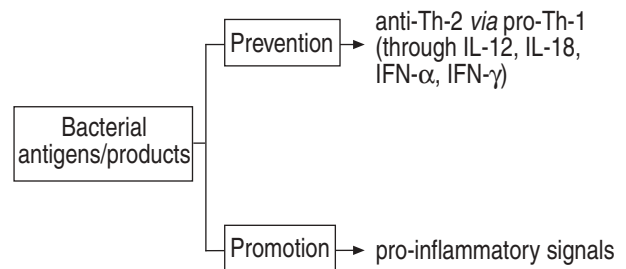 Bacterial
antigens/products
Prevention
anti-Th-2 via pro-Th-1
(through IL-12, IL-18,
IFN-α, IFN-γ)
Promotion
pro-inflammatory signals